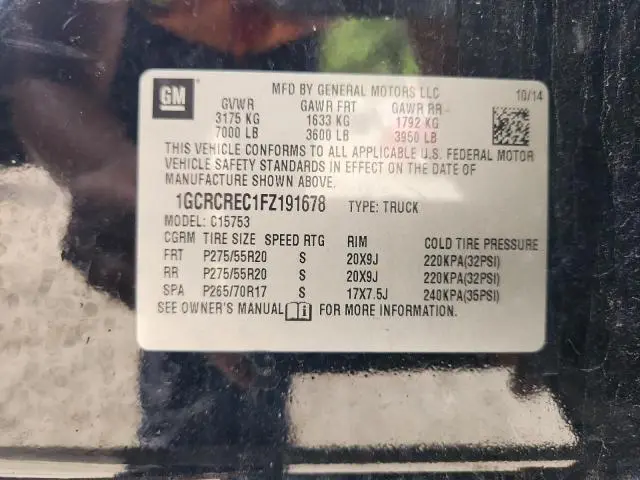 GM
MFD BY GENERAL MOTORS LLC
10/14
GVWR GAWR FRT GAWR RR
3175 KG 1633 KG 1792 KG
7000 LB 3600 LB 3950 LB
THIS VEHICLE CONFORMS TO ALL APPLICABLE U.S. FEDERAL MOTOR
VEHICLE SAFETY STANDARDS IN EFFECT ON THE DATE OF
MANUFACTURE SHOWN ABOVE.
1GCRCREC1FZ191678 TYPE: TRUCK
MODEL: C15753
CGRM TIRE SIZE SPEED RTG RIM COLD TIRE PRESSURE
FRT P275/55R20 S 20X9J 220KPA(32PSI)
RR P275/55R20 S 20X9J 220KPA(32PSI)
SPA P265/70R17 S 17X7.5J 240KPA(35PSI)
SEE OWNER'S MANUAL FOR MORE INFORMATION.